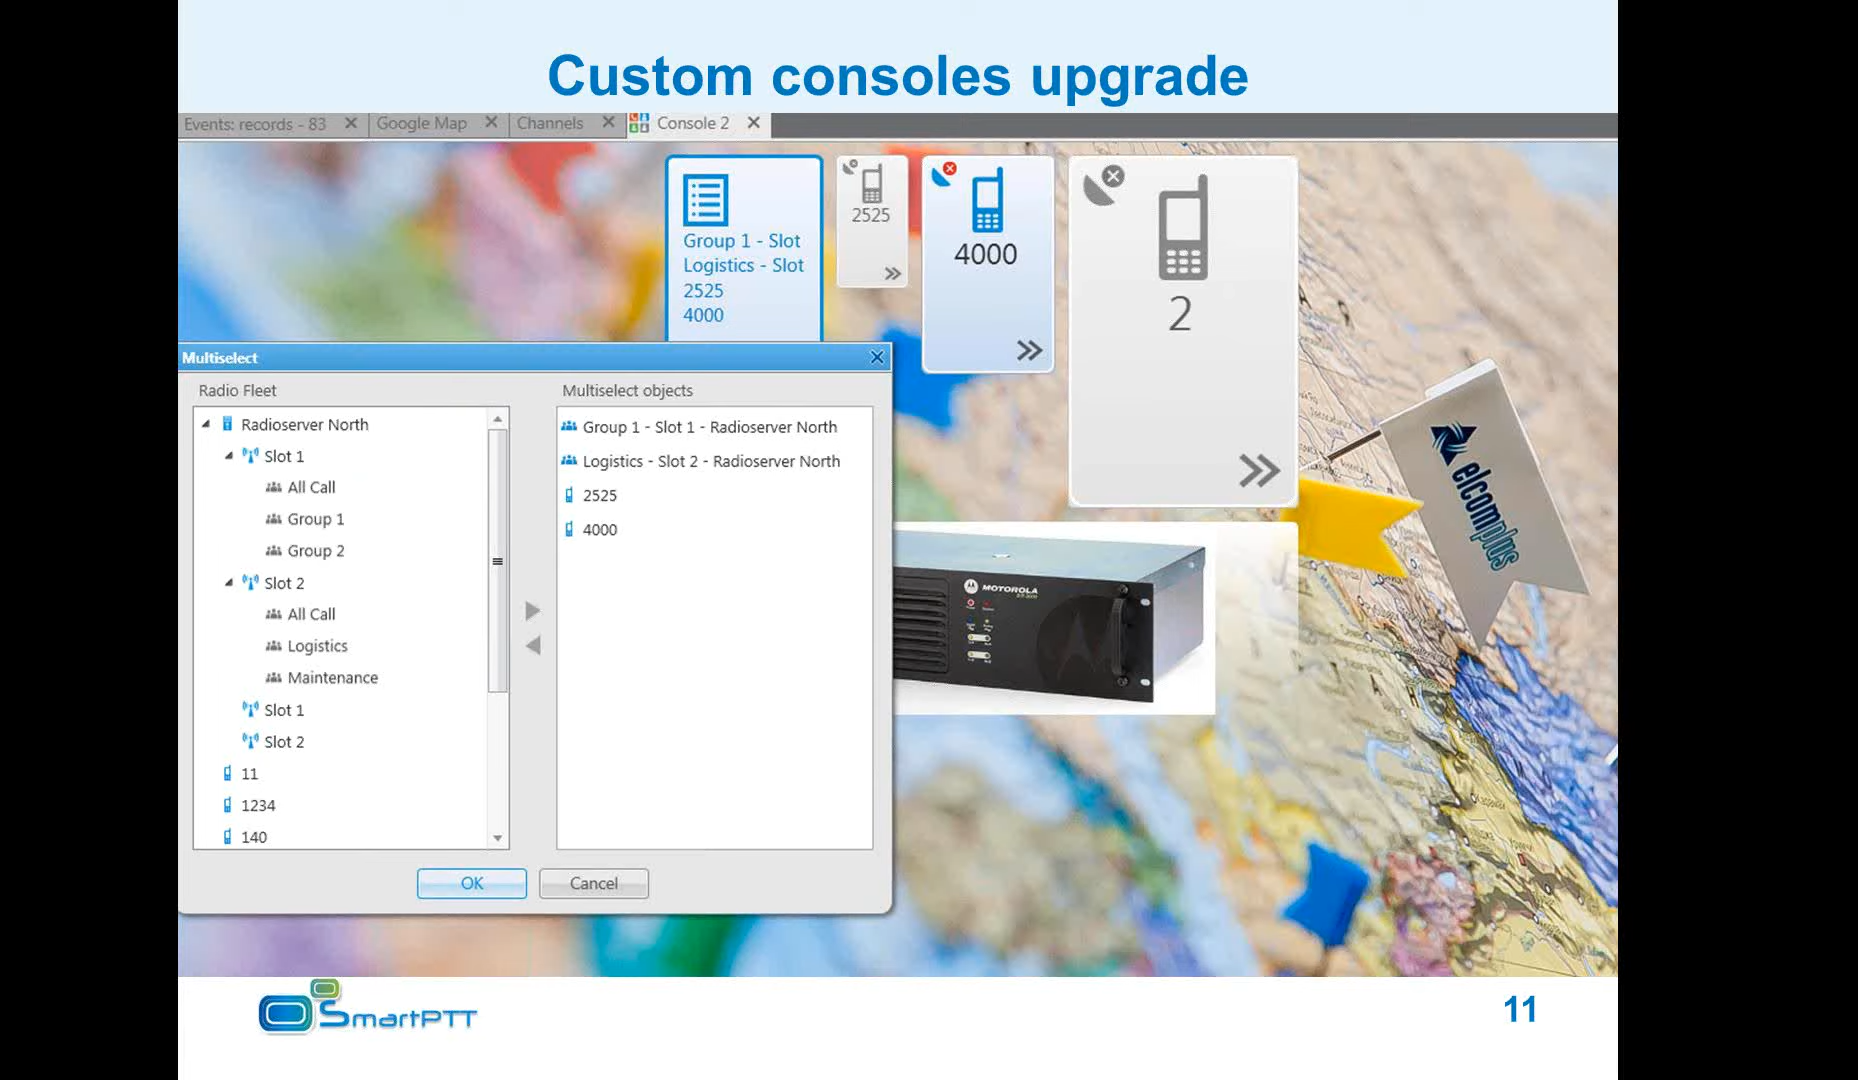 Custom consoles upgrade
Events: records - 83
Google Map
Channels
Console 2
Group 1 - Slot
Logistics - Slot
2525
4000
2525
4000
2
Multiselect
Radio Fleet
Radioserver North
Slot 1
All Call
Group 1
Group 2
Slot 2
All Call
Logistics
Maintenance
Slot 1
Slot 2
11
1234
140
Multiselect objects
Group 1 - Slot 1 - Radioserver North
Logistics - Slot 2 - Radioserver North
2525
4000
OK
Cancel
MOTOROLA
elcomplus
SmartPTT
11